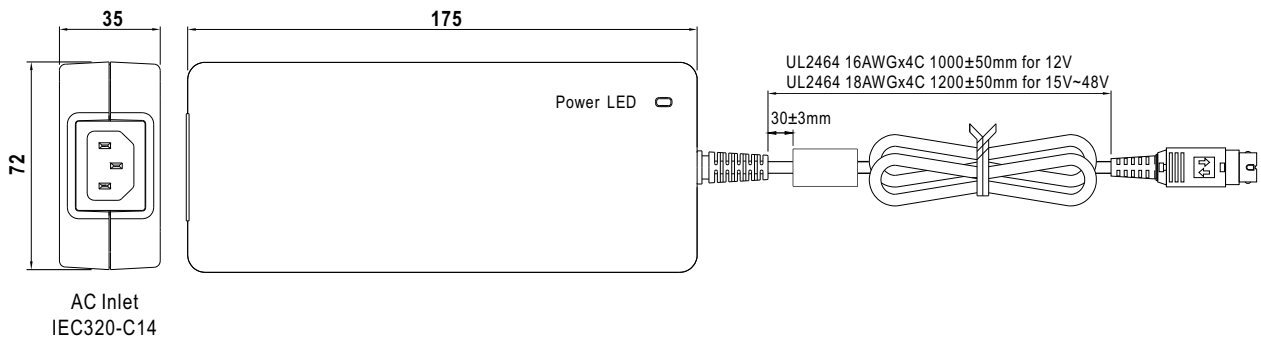 35
175
UL2464 16AWGx4C 1000±50mm for 12V
UL2464 18AWGx4C 1200±50mm for 15V~48V
Power LED
30±3mm
72
AC Inlet
IEC320-C14